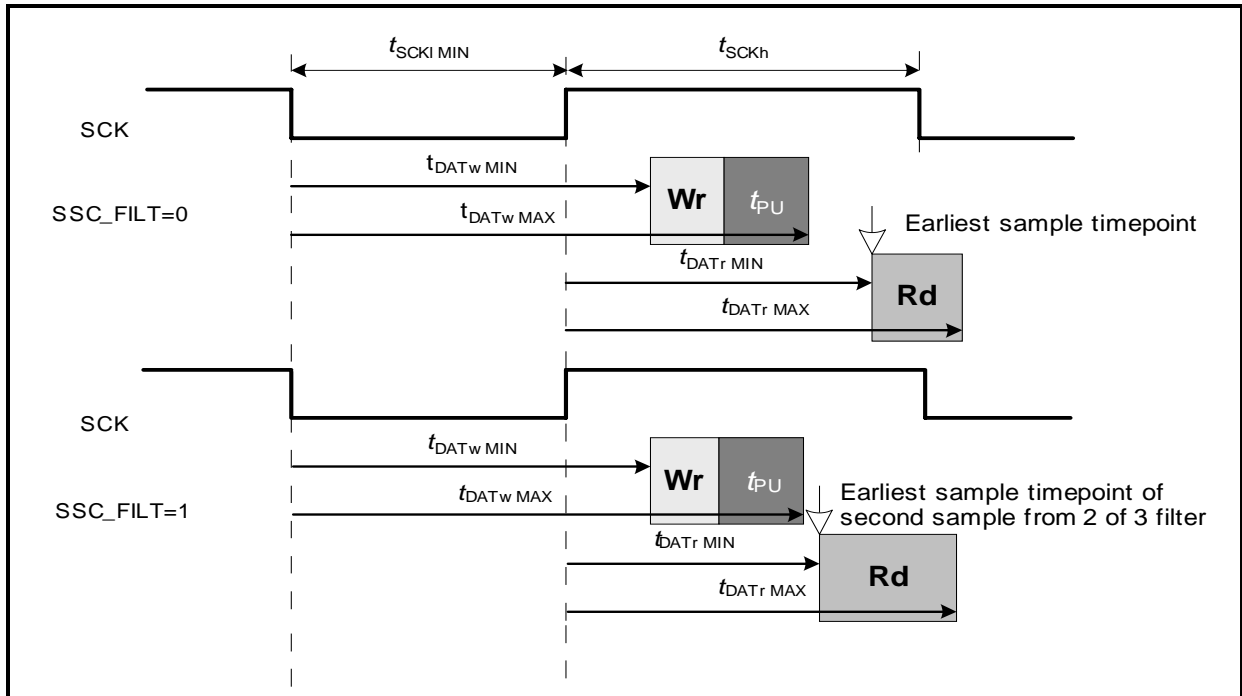 tSCKl MIN
tSCKh
SCK
tDATw MIN
Wr
tPU
SSC_FILT=0
tDATw MAX
Earliest sample timepoint
tDATr MIN
Rd
tDATr MAX
SCK
tDATw MIN
Wr
tPU
SSC_FILT=1
tDATw MAX
Earliest sample timepoint of
second sample from 2 of 3 filter
tDATr MIN
Rd
tDATr MAX